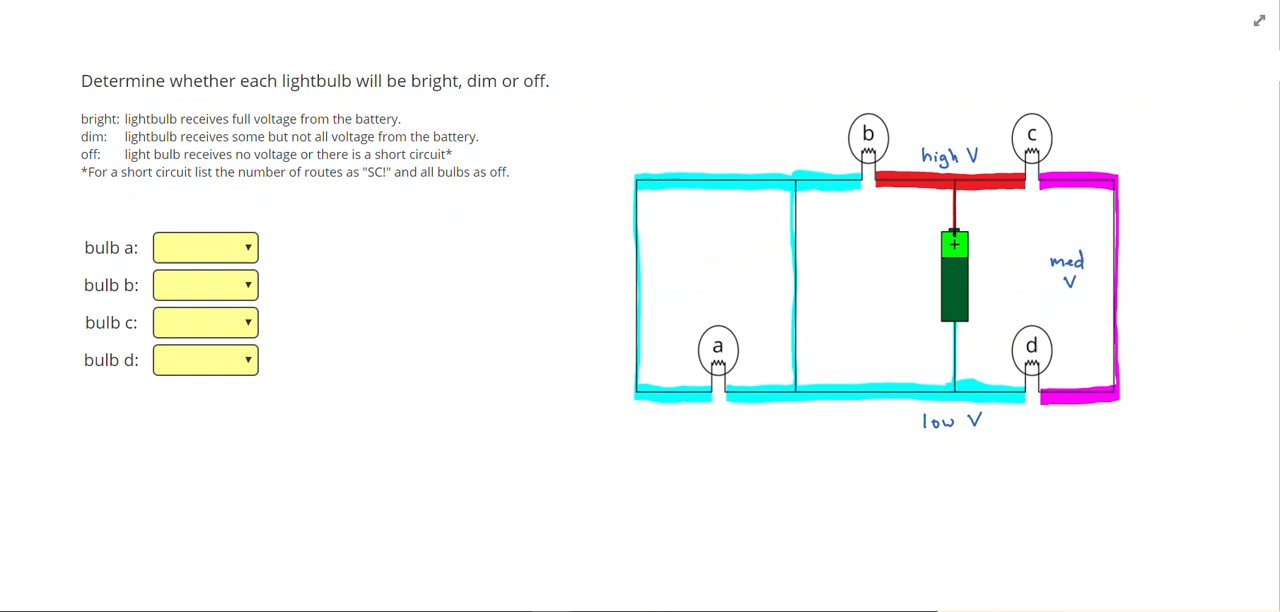 Determine whether each lightbulb will be bright, dim or off.
bright: lightbulb receives full voltage from the battery.
dim: lightbulb receives some but not all voltage from the battery.
off: light bulb receives no voltage or there is a short circuit*
*For a short circuit list the number of routes as "SC!" and all bulbs as off.
bulb a:
bulb b:
bulb c:
bulb d:
b
c
high V
+
med
V
a
d
low V